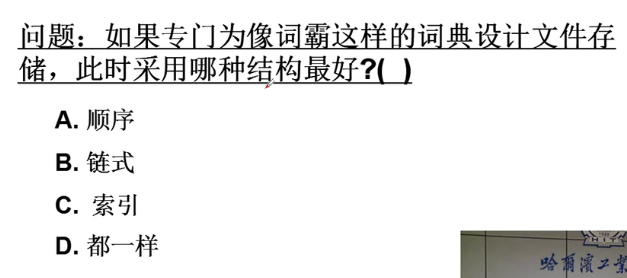 问题：如果专门为像词霸这样的词典设计文件存
储，此时采用哪种结构最好?( )
A. 顺序
B. 链式
C. 索引
D. 都一样
HIT
哈爾濱工業